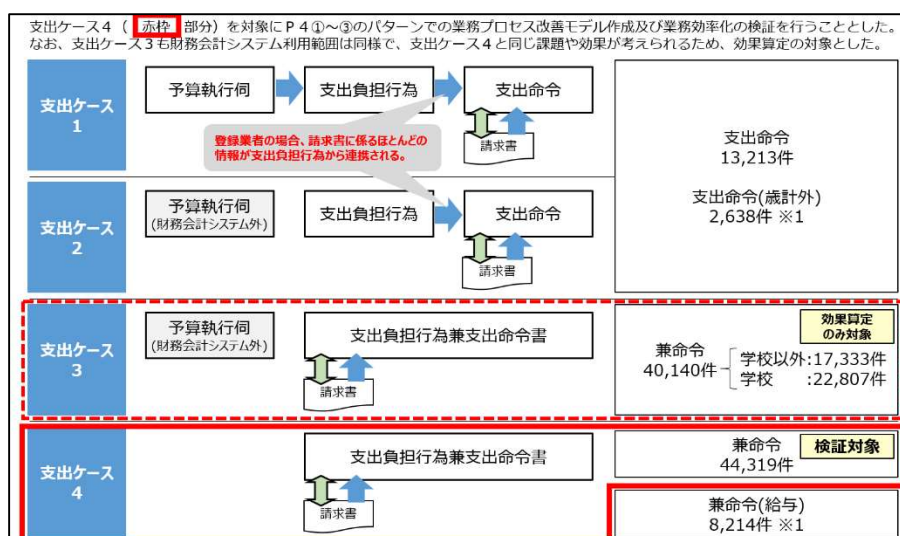 支出ケース4（ 赤枠 部分）を対象にＰ４①～③のパターンでの業務プロセス改善モデル作成及び業務効率化の検証を行うこととした。
なお、支出ケース３も財務会計システム利用範囲は同様で、支出ケース４と同じ課題や効果が考えられるため、効果算定の対象とした。
支出ケース
1
予算執行伺
支出負担行為
支出命令
請求書
登録業者の場合、請求書に係るほとんどの
情報が支出負担行為から連携される。
支出命令
13,213件
支出命令(歳計外)
2,638件 ※1
支出ケース
2
予算執行伺
(財務会計システム外)
支出負担行為
支出命令
請求書
支出ケース
3
予算執行伺
(財務会計システム外)
支出負担行為兼支出命令書
請求書
効果算定
のみ対象
兼命令
40,140件
学校以外:17,333件
学校 :22,807件
支出ケース
4
支出負担行為兼支出命令書
請求書
兼命令
44,319件
検証対象
兼命令(給与)
8,214件 ※1